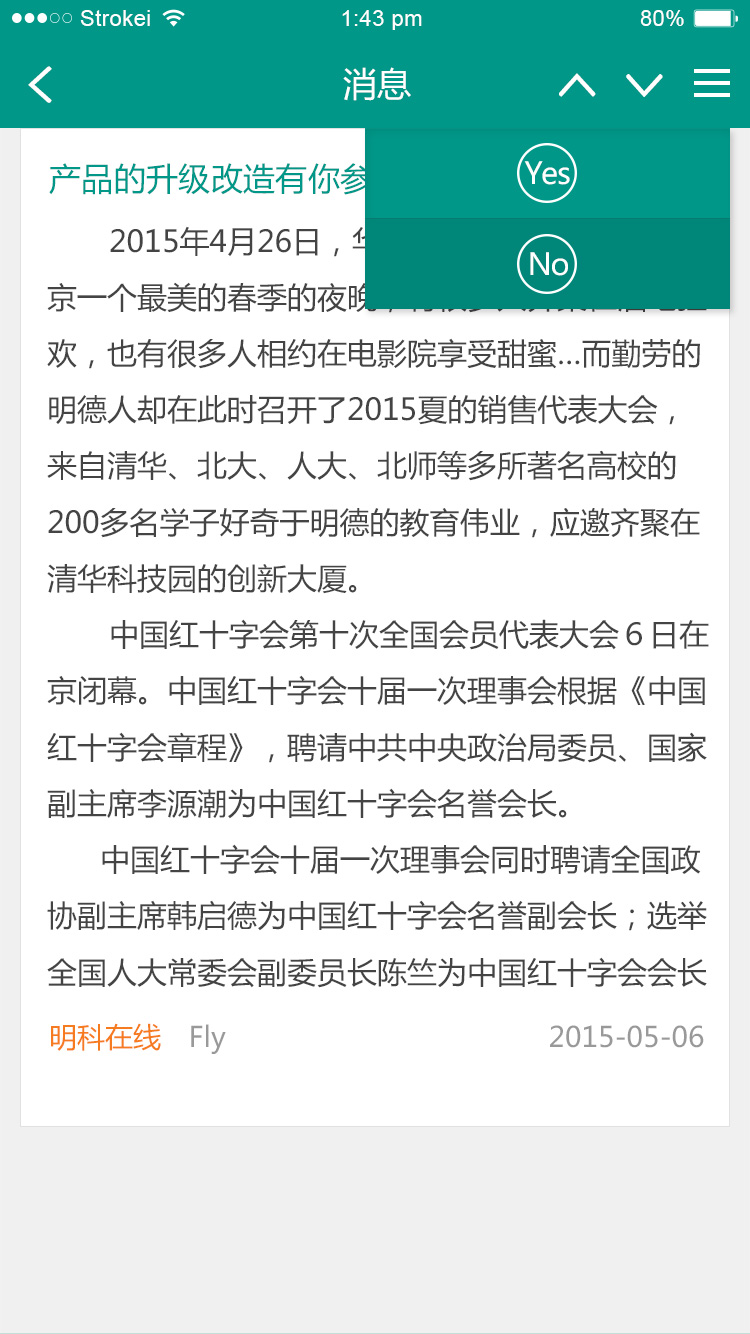 Strokei 1:43 pm 80%
消息
Yes
No
产品的升级改造有你参
2015年4月26日，
京一个最美的春季的夜晚
欢，也有很多人相约在电影院享受甜蜜...而勤劳的
明德人却在此时召开了2015夏的销售代表大会，
来自清华、北大、人大、北师等多所著名高校的
200多名学子好奇于明德的教育伟业，应邀齐聚在
清华科技园的创新大厦。
中国红十字会第十次全国会员代表大会６日在
京闭幕。中国红十字会十届一次理事会根据《中国
红十字会章程》，聘请中共中央政治局委员、国家
副主席李源潮为中国红十字会名誉会长。
中国红十字会十届一次理事会同时聘请全国政
协副主席韩启德为中国红十字会名誉副会长；选举
全国人大常委会副委员长陈竺为中国红十字会会长
明科在线 Fly 2015-05-06